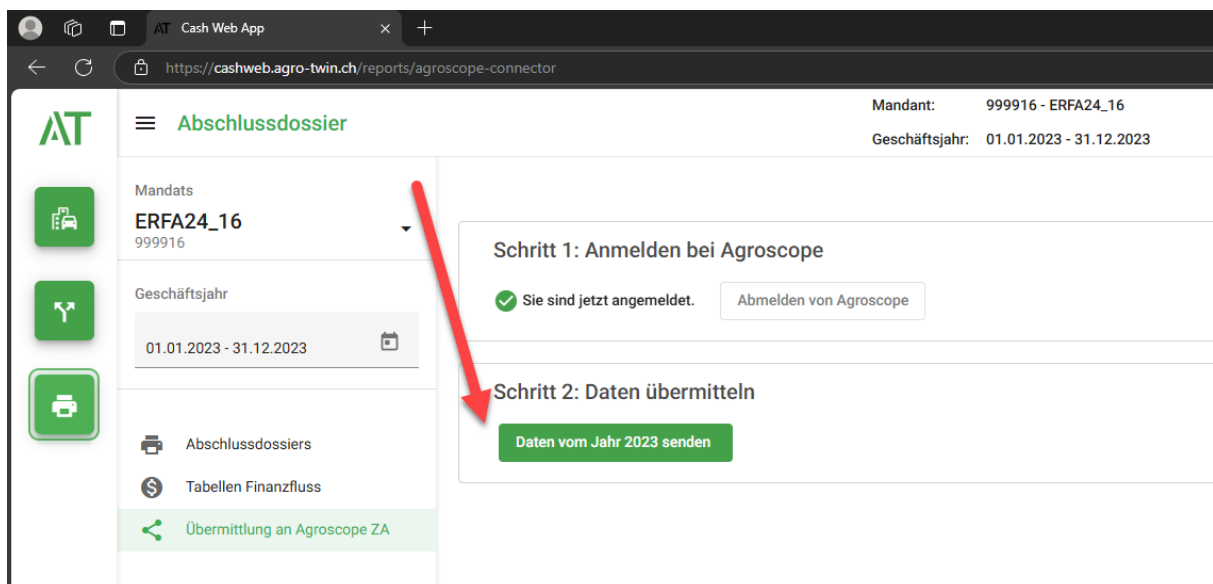 AT Cash Web App
https://cashweb.agro-twin.ch/reports/agroscope-connector
AT
Abschlussdossier
Mandant: 999916 - ERFA24_16
Geschäftsjahr: 01.01.2023 - 31.12.2023
Mandats
ERFA24_16
999916
Geschäftsjahr
01.01.2023 - 31.12.2023
Abschlussdossiers
Tabellen Finanzfluss
Übermittlung an Agroscope ZA
Schritt 1: Anmelden bei Agroscope
Sie sind jetzt angemeldet. Abmelden von Agroscope
Schritt 2: Daten übermitteln
Daten vom Jahr 2023 senden